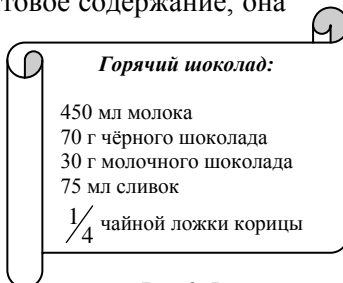 товое содержание, она
Горячий шоколад:
450 мл молока
70 г чёрного шоколада
30 г молочного шоколада
75 мл сливок
1/4 чайной ложки корицы